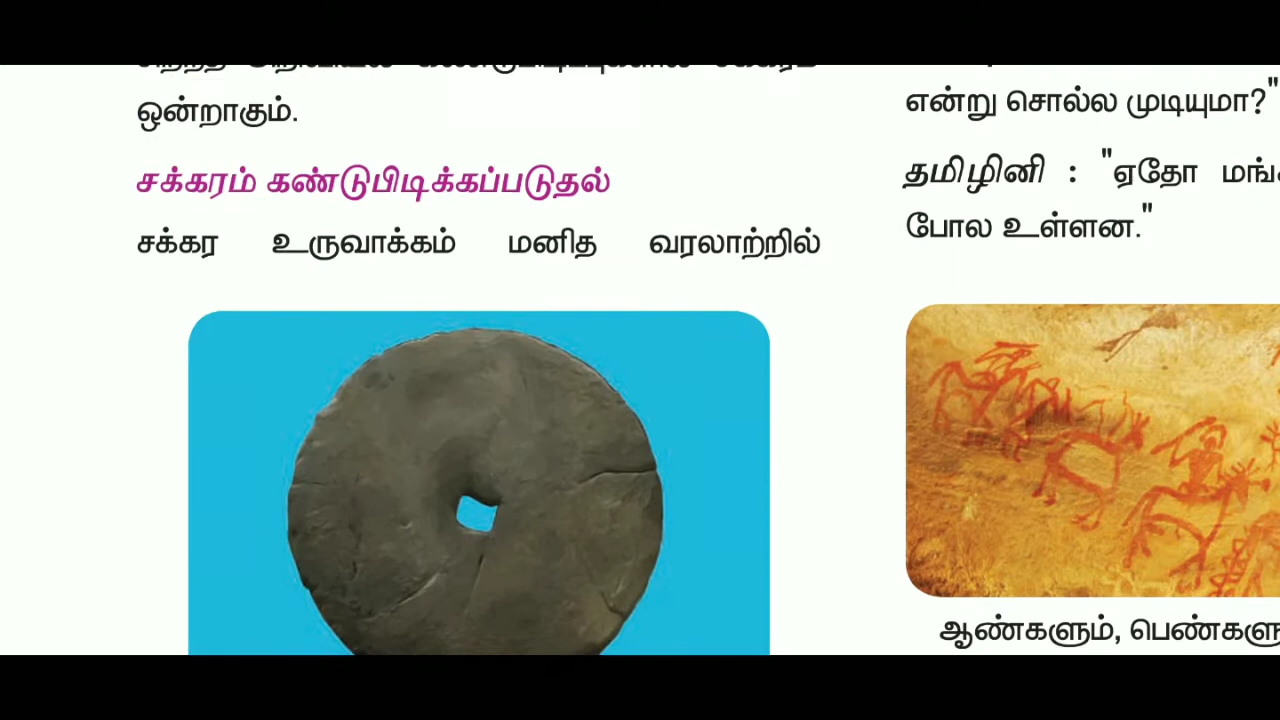 ஒன்றாகும்.
சக்கரம் கண்டுபிடிக்கப்படுதல்
சக்கர உருவாக்கம் மனித வரலாற்றில்
என்று சொல்ல முடியுமா?"
தமிழினி : "ஏதோ
போல உள்ளன."
ஆண்களும்,